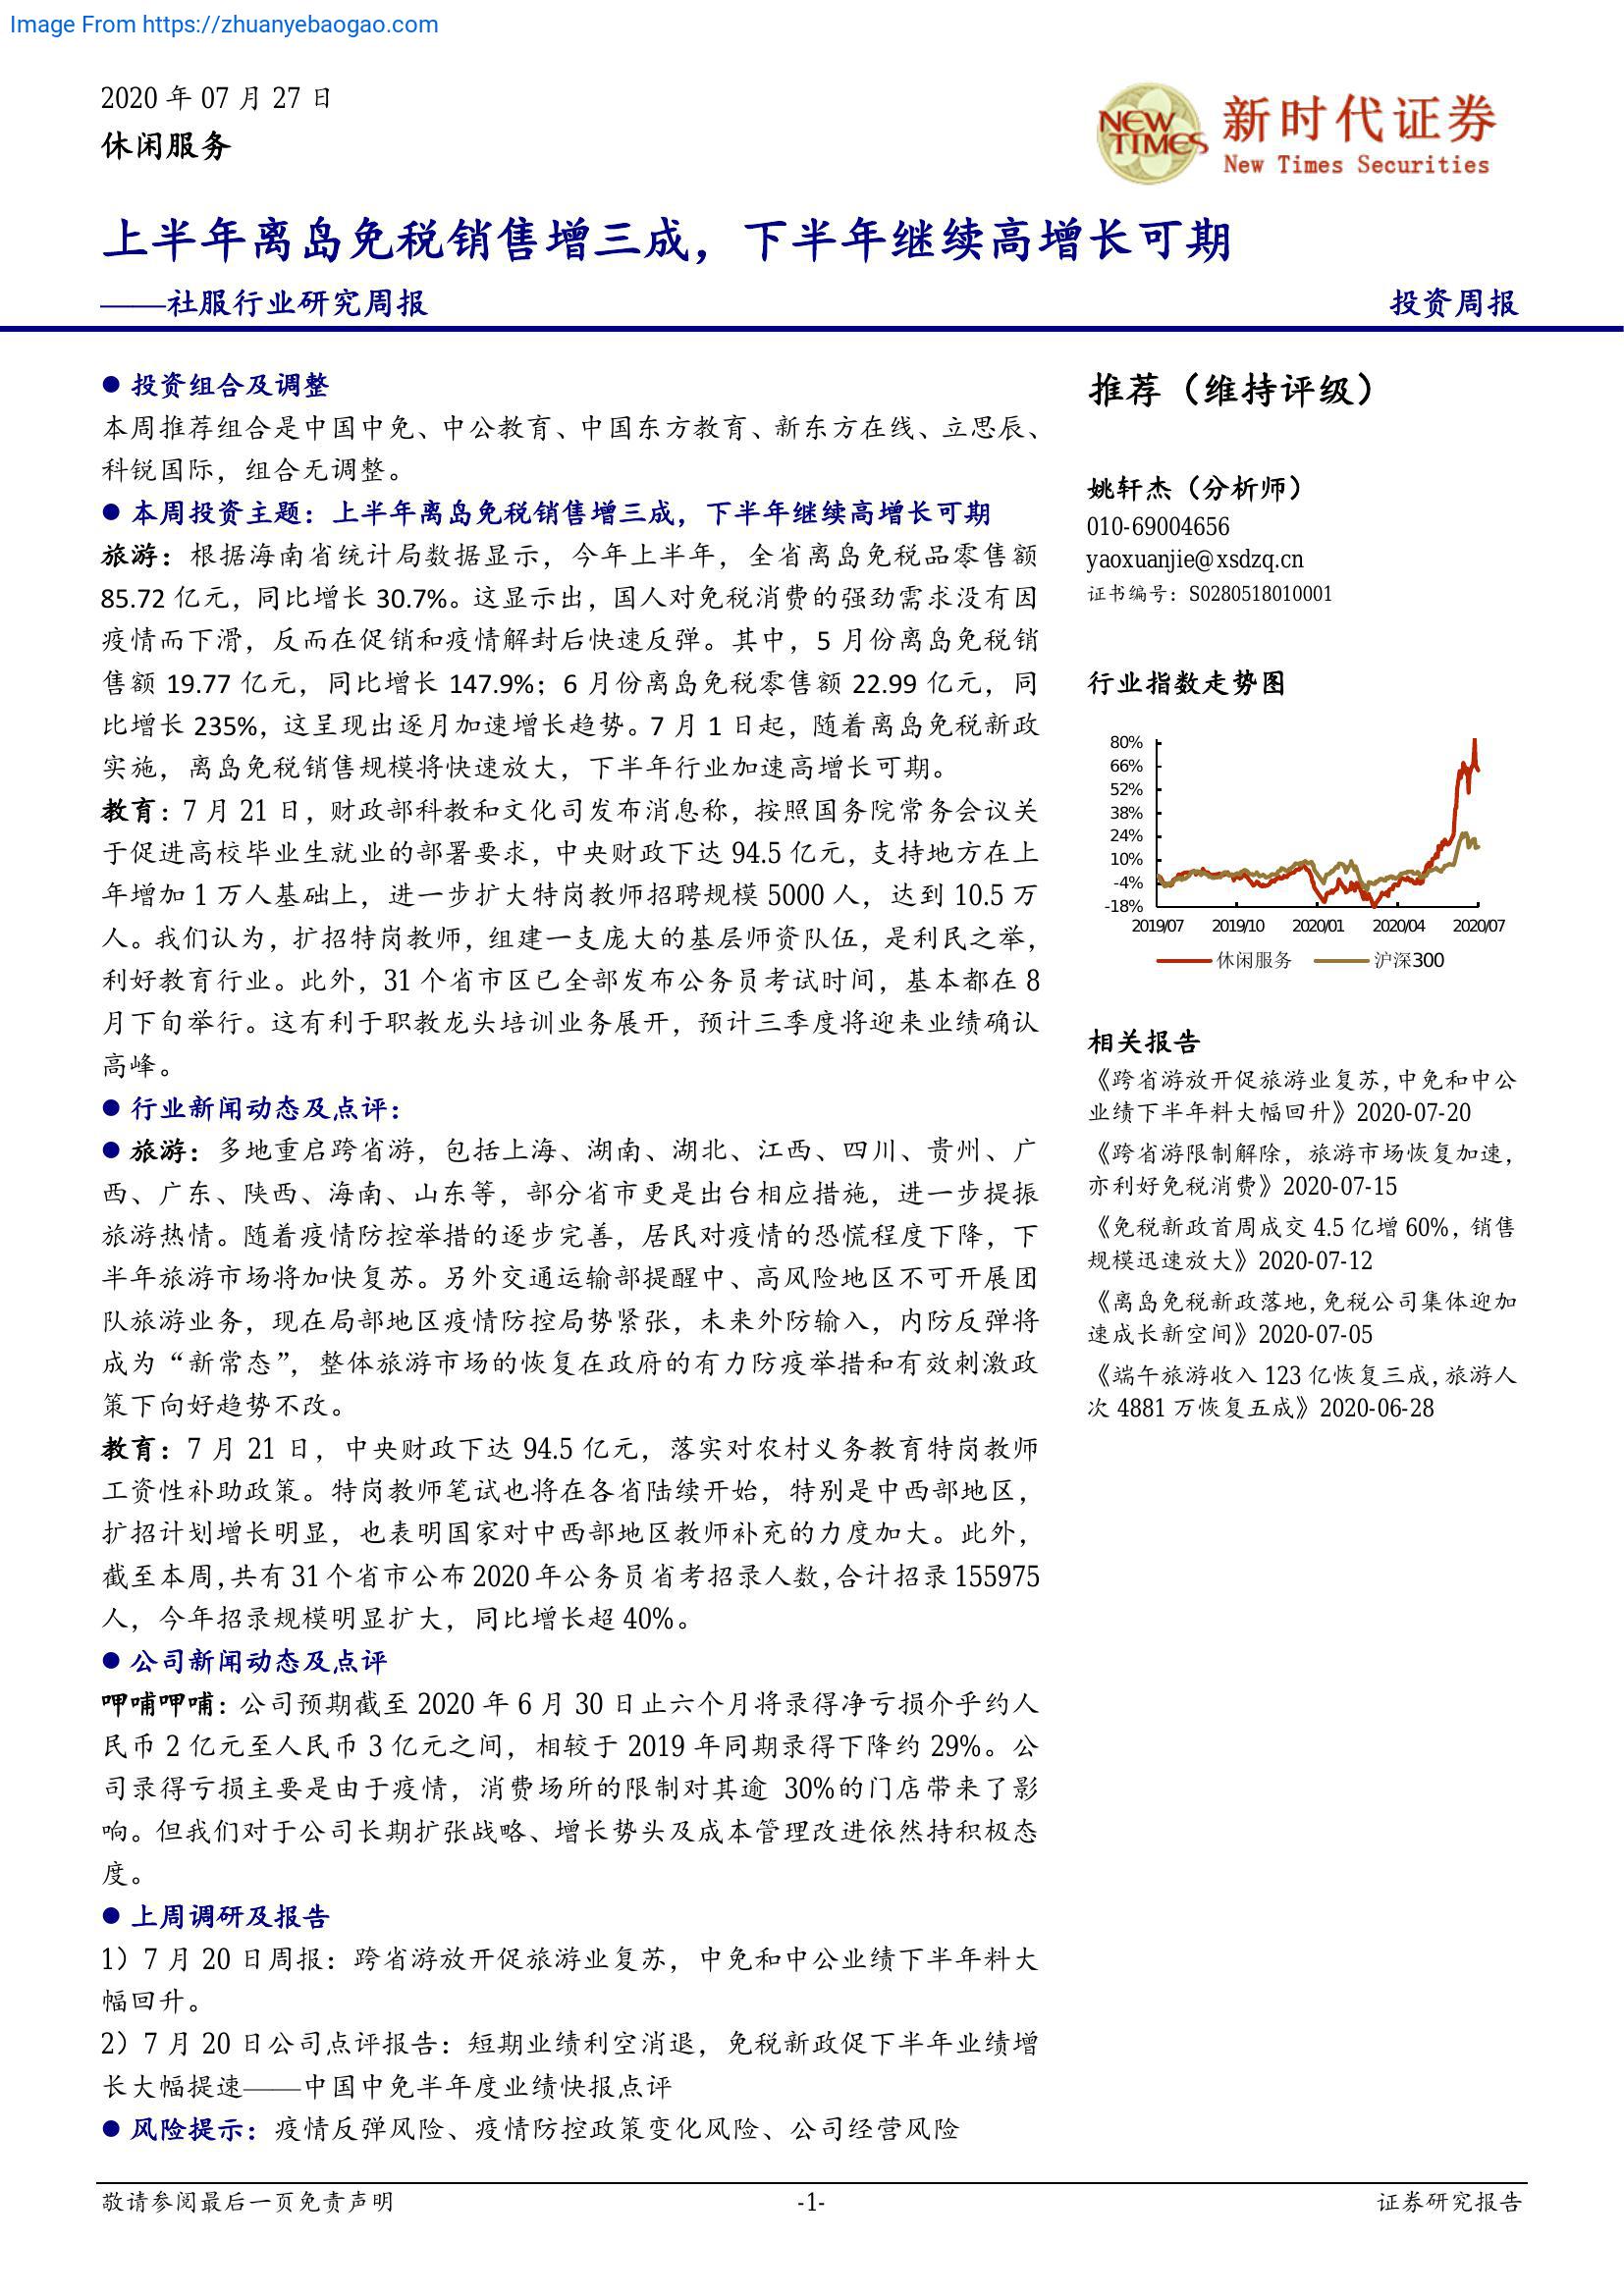 Image From https://zhuanyebaogao.com
2020 年 07 月 27 日
休闲服务
NEW TIMES
新时代证券
New Times Securities
上半年离岛免税销售增三成，下半年继续高增长可期
——社服行业研究周报
投资周报
● 投资组合及调整
本周推荐组合是中国中免、中公教育、中国东方教育、新东方在线、立思辰、
科锐国际，组合无调整。
● 本周投资主题：上半年离岛免税销售增三成，下半年继续高增长可期
旅游：根据海南省统计局数据显示，今年上半年，全省离岛免税品零售额
85.72 亿元，同比增长 30.7%。这显示出，国人对免税消费的强劲需求没有因
疫情而下滑，反而在促销和疫情解封后快速反弹。其中，5 月份离岛免税销
售额 19.77 亿元，同比增长 147.9%；6 月份离岛免税零售额 22.99 亿元，同
比增长 235%，这呈现出逐月加速增长趋势。7 月 1 日起，随着离岛免税新政
实施，离岛免税销售规模将快速放大，下半年行业加速高增长可期。
教育：7 月 21 日，财政部科教和文化司发布消息称，按照国务院常务会议关
于促进高校毕业生就业的部署要求，中央财政下达 94.5 亿元，支持地方在上
年增加 1 万人基础上，进一步扩大特岗教师招聘规模 5000 人，达到 10.5 万
人。我们认为，扩招特岗教师，组建一支庞大的基层师资队伍，是利民之举，
利好教育行业。此外，31 个省市区已全部发布公务员考试时间，基本都在 8
月下旬举行。这有利于职教龙头培训业务展开，预计三季度将迎来业绩确认
高峰。
● 行业新闻动态及点评：
● 旅游：多地重启跨省游，包括上海、湖南、湖北、江西、四川、贵州、广
西、广东、陕西、海南、山东等，部分省市更是出台相应措施，进一步提振
旅游热情。随着疫情防控举措的逐步完善，居民对疫情的恐慌程度下降，下
半年旅游市场将加快复苏。另外交通运输部提醒中、高风险地区不可开展团
队旅游业务，现在局部地区疫情防控局势紧张，未来外防输入，内防反弹将
成为“新常态”，整体旅游市场的恢复在政府的有力防疫举措和有效刺激政
策下向好趋势不改。
教育：7 月 21 日，中央财政下达 94.5 亿元，落实对农村义务教育特岗教师
工资性补助政策。特岗教师笔试也将在各省陆续开始，特别是中西部地区，
扩招计划增长明显，也表明国家对中西部地区教师补充的力度加大。此外，
截至本周，共有 31 个省市公布 2020 年公务员省考招录人数，合计招录 155975
人，今年招录规模明显扩大，同比增长超 40%。
● 公司新闻动态及点评
呷哺呷哺：公司预期截至 2020 年 6 月 30 日止六个月将录得净亏损介乎约人
民币 2 亿元至人民币 3 亿元之间，相较于 2019 年同期录得下降约 29%。公
司录得亏损主要是由于疫情，消费场所的限制对其逾 30%的门店带来了影
响。但我们对于公司长期扩张战略、增长势头及成本管理改进依然持积极态
度。
● 上周调研及报告
1）7 月 20 日周报：跨省游放开促旅游业复苏，中免和中公业绩下半年料大
幅回升。
2）7 月 20 日公司点评报告：短期业绩利空消退，免税新政促下半年业绩增
长大幅提速——中国中免半年度业绩快报点评
● 风险提示：疫情反弹风险、疫情防控政策变化风险、公司经营风险
推荐（维持评级）
姚轩杰（分析师）
010-69004656
yaoxuanjie@xsdzq.cn
证书编号：S0280518010001
行业指数走势图
80%
66%
52%
38%
24%
10%
-4%
-18%
2019/07 2019/10 2020/01 2020/04 2020/07
休闲服务 沪深300
相关报告
《跨省游放开促旅游业复苏，中免和中公
业绩下半年料大幅回升》2020-07-20
《跨省游限制解除，旅游市场恢复加速，
亦利好免税消费》2020-07-15
《免税新政首周成交 4.5 亿增 60%，销售
规模迅速放大》2020-07-12
《离岛免税新政落地，免税公司集体迎加
速成长新空间》2020-07-05
《端午旅游收入 123 亿恢复三成，旅游人
次 4881 万恢复五成》2020-06-28
敬请参阅最后一页免责声明
-1-
证券研究报告